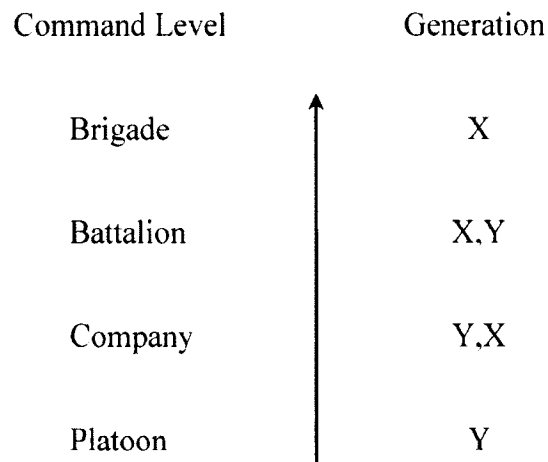 Command Level Generation
Brigade X
Battalion X,Y
Company Y,X
Platoon Y